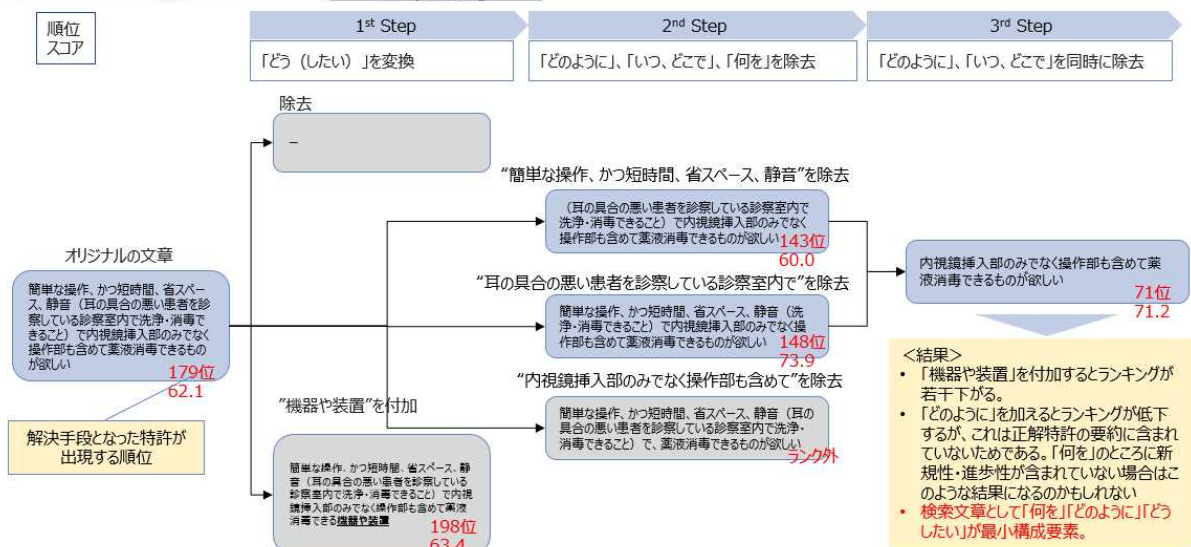 順位
スコア
1st Step
2nd Step
3rd Step
「どう（したい）」を変換
「どのように」、「いつ、どこで」、「何を」を除去
「どのように」、「いつ、どこで」を同時に除去
除去
–
“簡単な操作、かつ短時間、省スペース、静音”を除去
（耳の具合の悪い患者を診察している診察室内で
洗浄・消毒できること）で内視鏡挿入部のみでなく
操作部も含めて薬液消毒できるものが欲しい
143位
60.0
オリジナルの文章
簡単な操作、かつ短時間、省スペー
ス、静音（耳の具合の悪い患者を診
察している診察室内で洗浄・消毒で
きること）で内視鏡挿入部のみでなく
操作部も含めて薬液消毒できるもの
が欲しい
179位
62.1
解決手段となった特許が
出現する順位
“耳の具合の悪い患者を診察している診察室内で”を除去
簡単な操作、かつ短時間、省スペース、静音（洗
浄・消毒できること）で内視鏡挿入部のみでなく操
作部も含めて薬液消毒できるものが欲しい
148位
73.9
“内視鏡挿入部のみでなく操作部も含めて”を除去
簡単な操作、かつ短時間、省スペース、静音（耳の
具合の悪い患者を診察している診察室内で洗浄・
消毒できること）で、薬液消毒できるものが欲しい
ランク外
”機器や装置”を付加
簡単な操作、かつ短時間、省スペース、静
音（耳の具合の悪い患者を診察している
診察室内で洗浄・消毒できること）で内視
鏡挿入部のみでなく操作部も含めて薬液
消毒できる機器や装置
198位
63.4
内視鏡挿入部のみでなく操作部も含めて薬
液消毒できるものが欲しい
71位
71.2
＜結果＞
• 「機器や装置」を付加するとランキングが
若干下がる。
• 「どのように」を加えるとランキングが低下
するが、これは正解特許の要約に含まれ
ていないためである。「何を」のところに新
規性・進歩性が含まれていない場合はこ
のような結果になるのかもしれない
• 検索文章として「何を」「どのように」「どう
したい」が最小構成要素。